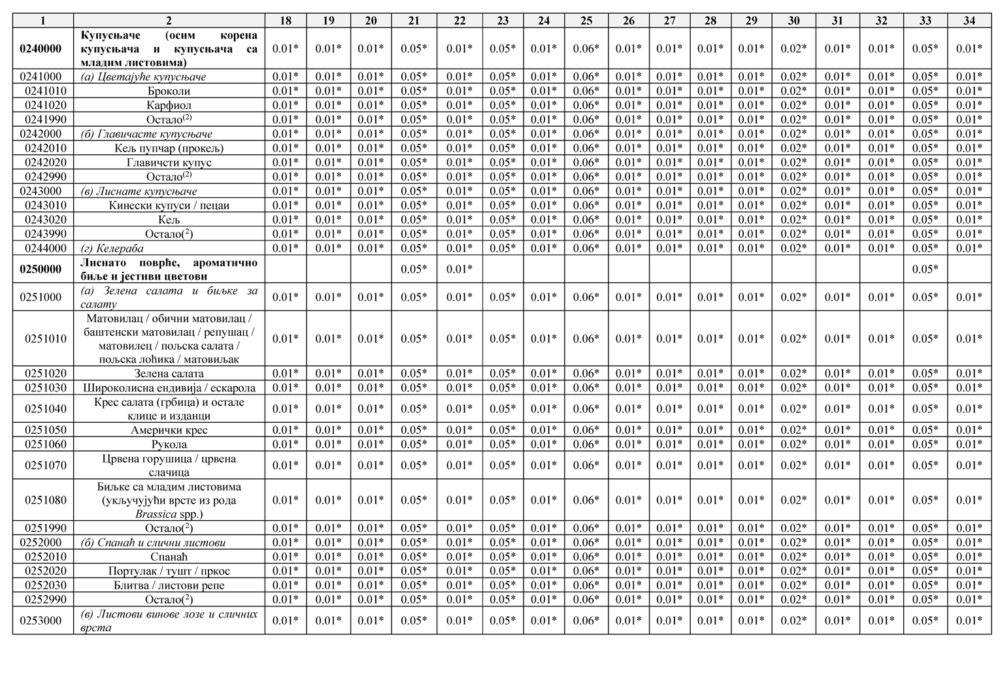 1 2 18 19 20 21 22 23 24 25 26 27 28 29 30 31 32 33 34
0240000 Купусњаче (осим корена купусњача и купусњача са младим листовима) 0.01* 0.01* 0.01* 0.05* 0.01* 0.05* 0.01* 0.06* 0.01* 0.01* 0.01* 0.01* 0.02* 0.01* 0.01* 0.05* 0.01*
0241000 (а) Цветајуће купусњаче 0.01* 0.01* 0.01* 0.05* 0.01* 0.05* 0.01* 0.06* 0.01* 0.01* 0.01* 0.01* 0.02* 0.01* 0.01* 0.05* 0.01*
0241010 Броколи 0.01* 0.01* 0.01* 0.05* 0.01* 0.05* 0.01* 0.06* 0.01* 0.01* 0.01* 0.01* 0.02* 0.01* 0.01* 0.05* 0.01*
0241020 Карфиол 0.01* 0.01* 0.01* 0.05* 0.01* 0.05* 0.01* 0.06* 0.01* 0.01* 0.01* 0.01* 0.02* 0.01* 0.01* 0.05* 0.01*
0241990 Остало(2) 0.01* 0.01* 0.01* 0.05* 0.01* 0.05* 0.01* 0.06* 0.01* 0.01* 0.01* 0.01* 0.02* 0.01* 0.01* 0.05* 0.01*
0242000 (б) Главичасте купусњаче 0.01* 0.01* 0.01* 0.05* 0.01* 0.05* 0.01* 0.06* 0.01* 0.01* 0.01* 0.01* 0.02* 0.01* 0.01* 0.05* 0.01*
0242010 Кељ пупчар (прокељ) 0.01* 0.01* 0.01* 0.05* 0.01* 0.05* 0.01* 0.06* 0.01* 0.01* 0.01* 0.01* 0.02* 0.01* 0.01* 0.05* 0.01*
0242020 Главичсти купус 0.01* 0.01* 0.01* 0.05* 0.01* 0.05* 0.01* 0.06* 0.01* 0.01* 0.01* 0.01* 0.02* 0.01* 0.01* 0.05* 0.01*
0242990 Остало(2) 0.01* 0.01* 0.01* 0.05* 0.01* 0.05* 0.01* 0.06* 0.01* 0.01* 0.01* 0.01* 0.02* 0.01* 0.01* 0.05* 0.01*
0243000 (в) Лиснате купусњаче 0.01* 0.01* 0.01* 0.05* 0.01* 0.05* 0.01* 0.06* 0.01* 0.01* 0.01* 0.01* 0.02* 0.01* 0.01* 0.05* 0.01*
0243010 Кинески купуси / пецаи 0.01* 0.01* 0.01* 0.05* 0.01* 0.05* 0.01* 0.06* 0.01* 0.01* 0.01* 0.01* 0.02* 0.01* 0.01* 0.05* 0.01*
0243020 Кељ 0.01* 0.01* 0.01* 0.05* 0.01* 0.05* 0.01* 0.06* 0.01* 0.01* 0.01* 0.01* 0.02* 0.01* 0.01* 0.05* 0.01*
0243990 Остало(2) 0.01* 0.01* 0.01* 0.05* 0.01* 0.05* 0.01* 0.06* 0.01* 0.01* 0.01* 0.01* 0.02* 0.01* 0.01* 0.05* 0.01*
0244000 (г) Келераба 0.01* 0.01* 0.01* 0.05* 0.01* 0.05* 0.01* 0.06* 0.01* 0.01* 0.01* 0.01* 0.02* 0.01* 0.01* 0.05* 0.01*
0250000 Лиснато поврће, ароматично биље и јестиви цветови 0.05* 0.01* 0.05*
0251000 (а) Зелена салата и биљке за салату 0.01* 0.01* 0.01* 0.05* 0.01* 0.05* 0.01* 0.06* 0.01* 0.01* 0.01* 0.01* 0.02* 0.01* 0.01* 0.05* 0.01*
0251010 Матовилац / обични матовилац / баштенски матовилац / репушац / матовилец / пољска салата / пољска лоћика / матовиљак 0.01* 0.01* 0.01* 0.05* 0.01* 0.05* 0.01* 0.06* 0.01* 0.01* 0.01* 0.01* 0.02* 0.01* 0.01* 0.05* 0.01*
0251020 Зелена салата 0.01* 0.01* 0.01* 0.05* 0.01* 0.05* 0.01* 0.06* 0.01* 0.01* 0.01* 0.01* 0.02* 0.01* 0.01* 0.05* 0.01*
0251030 Широколисна ендивија / ескарола 0.01* 0.01* 0.01* 0.05* 0.01* 0.05* 0.01* 0.06* 0.01* 0.01* 0.01* 0.01* 0.02* 0.01* 0.01* 0.05* 0.01*
0251040 Крес салата (грбица) и остале клице и изданци 0.01* 0.01* 0.01* 0.05* 0.01* 0.05* 0.01* 0.06* 0.01* 0.01* 0.01* 0.01* 0.02* 0.01* 0.01* 0.05* 0.01*
0251050 Амерички крес 0.01* 0.01* 0.01* 0.05* 0.01* 0.05* 0.01* 0.06* 0.01* 0.01* 0.01* 0.01* 0.02* 0.01* 0.01* 0.05* 0.01*
0251060 Рукола 0.01* 0.01* 0.01* 0.05* 0.01* 0.05* 0.01* 0.06* 0.01* 0.01* 0.01* 0.01* 0.02* 0.01* 0.01* 0.05* 0.01*
0251070 Црвена горушица / црвена слачица 0.01* 0.01* 0.01* 0.05* 0.01* 0.05* 0.01* 0.06* 0.01* 0.01* 0.01* 0.01* 0.02* 0.01* 0.01* 0.05* 0.01*
0251080 Биљке са младим листовима (укључујући врсте из рода Brassica spp.) 0.01* 0.01* 0.01* 0.05* 0.01* 0.05* 0.01* 0.06* 0.01* 0.01* 0.01* 0.01* 0.02* 0.01* 0.01* 0.05* 0.01*
0251990 Остало(2) 0.01* 0.01* 0.01* 0.05* 0.01* 0.05* 0.01* 0.06* 0.01* 0.01* 0.01* 0.01* 0.02* 0.01* 0.01* 0.05* 0.01*
0252000 (б) Спанаћ и слични листови 0.01* 0.01* 0.01* 0.05* 0.01* 0.05* 0.01* 0.06* 0.01* 0.01* 0.01* 0.01* 0.02* 0.01* 0.01* 0.05* 0.01*
0252010 Спанаћ 0.01* 0.01* 0.01* 0.05* 0.01* 0.05* 0.01* 0.06* 0.01* 0.01* 0.01* 0.01* 0.02* 0.01* 0.01* 0.05* 0.01*
0252020 Портулак / тушт / пркос 0.01* 0.01* 0.01* 0.05* 0.01* 0.05* 0.01* 0.06* 0.01* 0.01* 0.01* 0.01* 0.02* 0.01* 0.01* 0.05* 0.01*
0252030 Блитва / листови репе 0.01* 0.01* 0.01* 0.05* 0.01* 0.05* 0.01* 0.06* 0.01* 0.01* 0.01* 0.01* 0.02* 0.01* 0.01* 0.05* 0.01*
0252990 Остало(2) 0.01* 0.01* 0.01* 0.05* 0.01* 0.05* 0.01* 0.06* 0.01* 0.01* 0.01* 0.01* 0.02* 0.01* 0.01* 0.05* 0.01*
0253000 (в) Листови винове лозе и сличних врста 0.01* 0.01* 0.01* 0.05* 0.01* 0.05* 0.01* 0.06* 0.01* 0.01* 0.01* 0.01* 0.02* 0.01* 0.01* 0.05* 0.01*